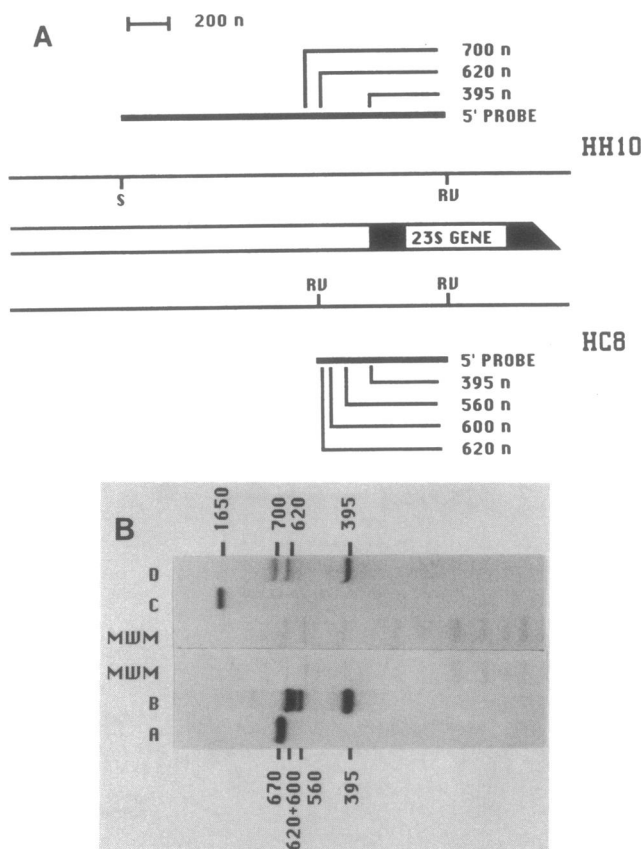 A
200 n
700 n
620 n
395 n
5' PROBE
HH10
S
RV
23S GENE
RV
RV
HC8
5' PROBE
395 n
560 n
600 n
620 n
B
1650
700
620
395
D
C
MWM
MWM
B
A
670
620+600
560
395